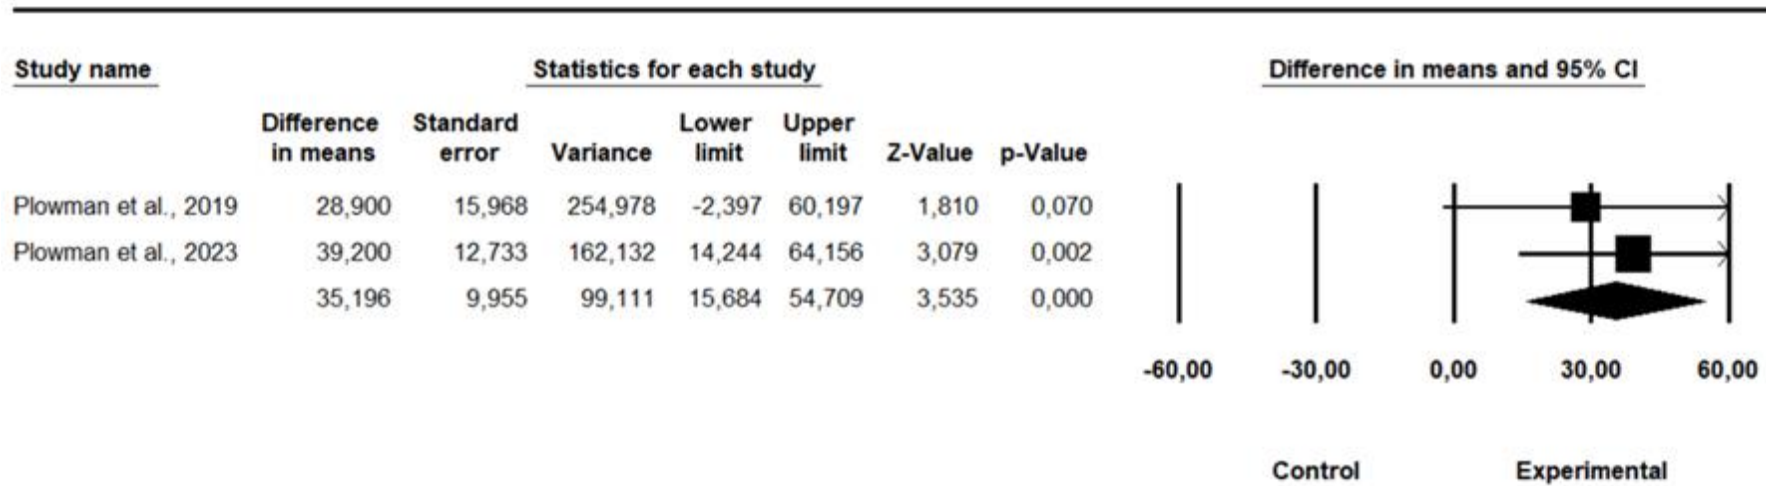 Study name Statistics for each study Difference in means and 95% CI
Difference in means Standard error Variance Lower limit Upper limit Z-Value p-Value
Plowman et al., 2019 28,900 15,968 254,978 -2,397 60,197 1,810 0,070
Plowman et al., 2023 39,200 12,733 162,132 14,244 64,156 3,079 0,002
35,196 9,955 99,111 15,684 54,709 3,535 0,000
-60,00 -30,00 0,00 30,00 60,00
Control Experimental